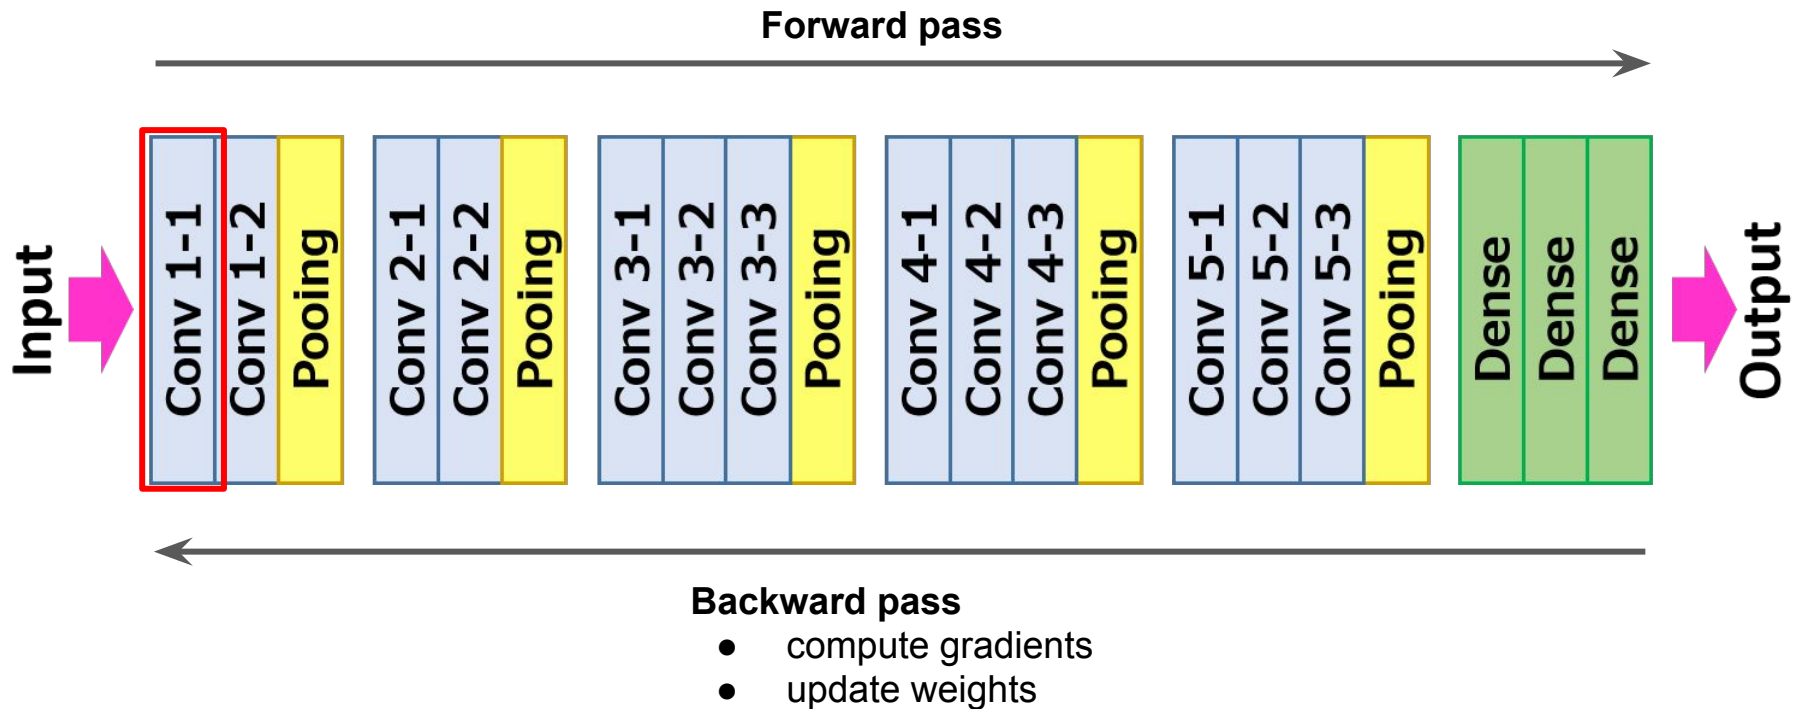 Forward pass
Input
Conv 1-1
Conv 1-2
Pooing
Conv 2-1
Conv 2-2
Pooing
Conv 3-1
Conv 3-2
Conv 3-3
Pooing
Conv 4-1
Conv 4-2
Conv 4-3
Pooing
Conv 5-1
Conv 5-2
Conv 5-3
Pooing
Dense
Dense
Dense
Output
Backward pass
● compute gradients
● update weights